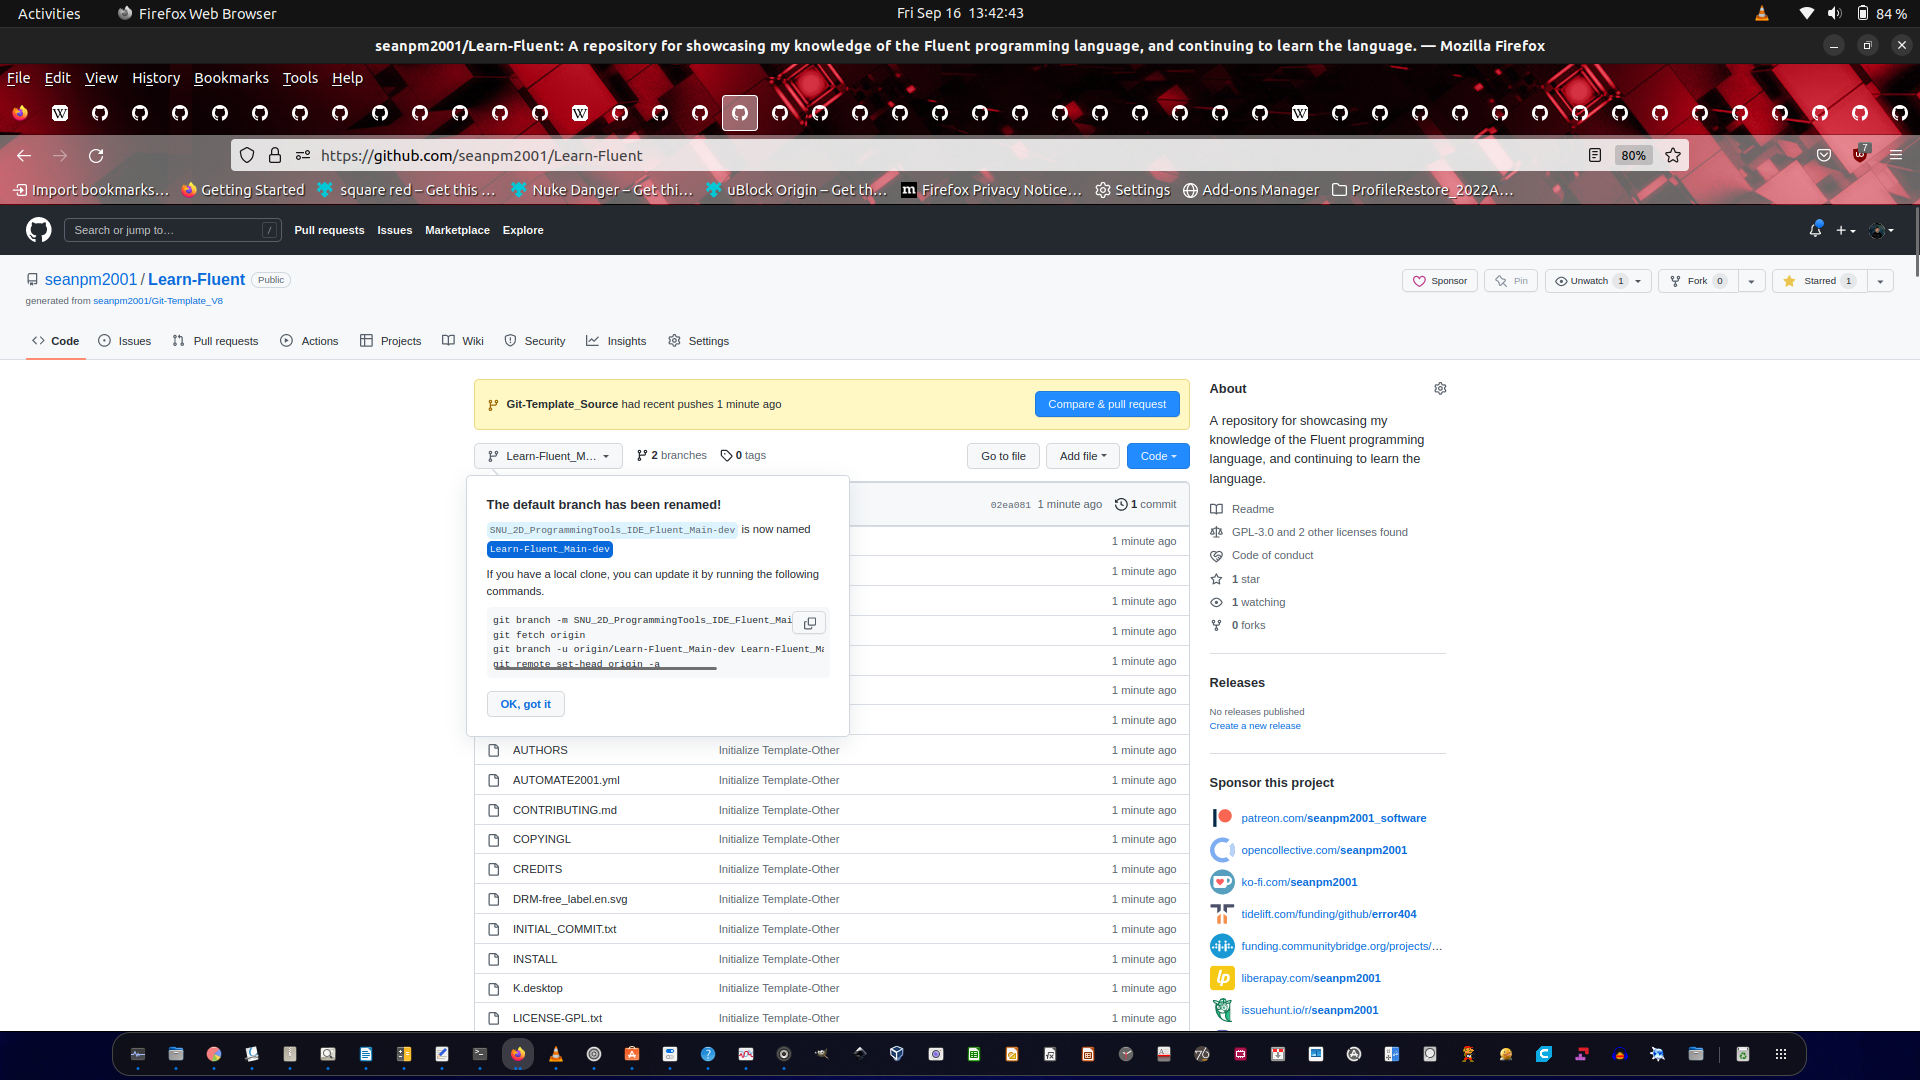 Activities
Firefox Web Browser
Fri Sep 16  13:42:43
84 %
seanpm2001/Learn-Fluent: A repository for showcasing my knowledge of the Fluent programming language, and continuing to learn the language. — Mozilla Firefox
File Edit View History Bookmarks Tools Help
https://github.com/seanpm2001/Learn-Fluent
80%
7
Import bookmarks…
Getting Started
square red – Get this …
Nuke Danger – Get thi…
uBlock Origin – Get th…
Firefox Privacy Notice…
Settings
Add-ons Manager
ProfileRestore_2022A…
Search or jump to…
/
Pull requests
Issues
Marketplace
Explore
seanpm2001 / Learn-Fluent
Public
generated from seanpm2001/Git-Template_V8
Sponsor
Pin
Unwatch 1
Fork 0
Starred 1
Code
Issues
Pull requests
Actions
Projects
Wiki
Security
Insights
Settings
Git-Template_Source had recent pushes 1 minute ago
Compare & pull request
Learn-Fluent_M…
2 branches
0 tags
Go to file
Add file
Code
The default branch has been renamed!
SNU_2D_ProgrammingTools_IDE_Fluent_Main-dev is now named
Learn-Fluent_Main-dev
If you have a local clone, you can update it by running the following
commands.
git branch -m SNU_2D_ProgrammingTools_IDE_Fluent_Mai
git fetch origin
git branch -u origin/Learn-Fluent_Main-dev Learn-Fluent_Ma
git remote set-head origin -a
OK, got it
02ea081 1 minute ago
1 commit
1 minute ago
1 minute ago
1 minute ago
1 minute ago
1 minute ago
1 minute ago
1 minute ago
AUTHORS Initialize Template-Other 1 minute ago
AUTOMATE2001.yml Initialize Template-Other 1 minute ago
CONTRIBUTING.md Initialize Template-Other 1 minute ago
COPYINGL Initialize Template-Other 1 minute ago
CREDITS Initialize Template-Other 1 minute ago
DRM-free_label.en.svg Initialize Template-Other 1 minute ago
INITIAL_COMMIT.txt Initialize Template-Other 1 minute ago
INSTALL Initialize Template-Other 1 minute ago
K.desktop Initialize Template-Other 1 minute ago
LICENSE-GPL.txt Initialize Template-Other 1 minute ago
About
A repository for showcasing my
knowledge of the Fluent programming
language, and continuing to learn the
language.
Readme
GPL-3.0 and 2 other licenses found
Code of conduct
1 star
1 watching
0 forks
Releases
No releases published
Create a new release
Sponsor this project
patreon.com/seanpm2001_software
opencollective.com/seanpm2001
ko-fi.com/seanpm2001
tidelift.com/funding/github/error404
funding.communitybridge.org/projects/…
liberapay.com/seanpm2001
issuehunt.io/r/seanpm2001